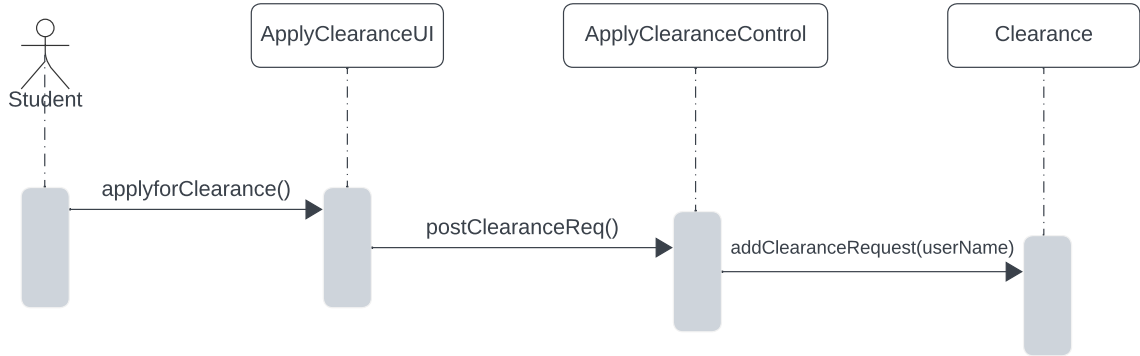 ApplyClearanceUI
ApplyClearanceControl
Clearance
Student
applyforClearance()
postClearanceReq()
addClearanceRequest(userName)